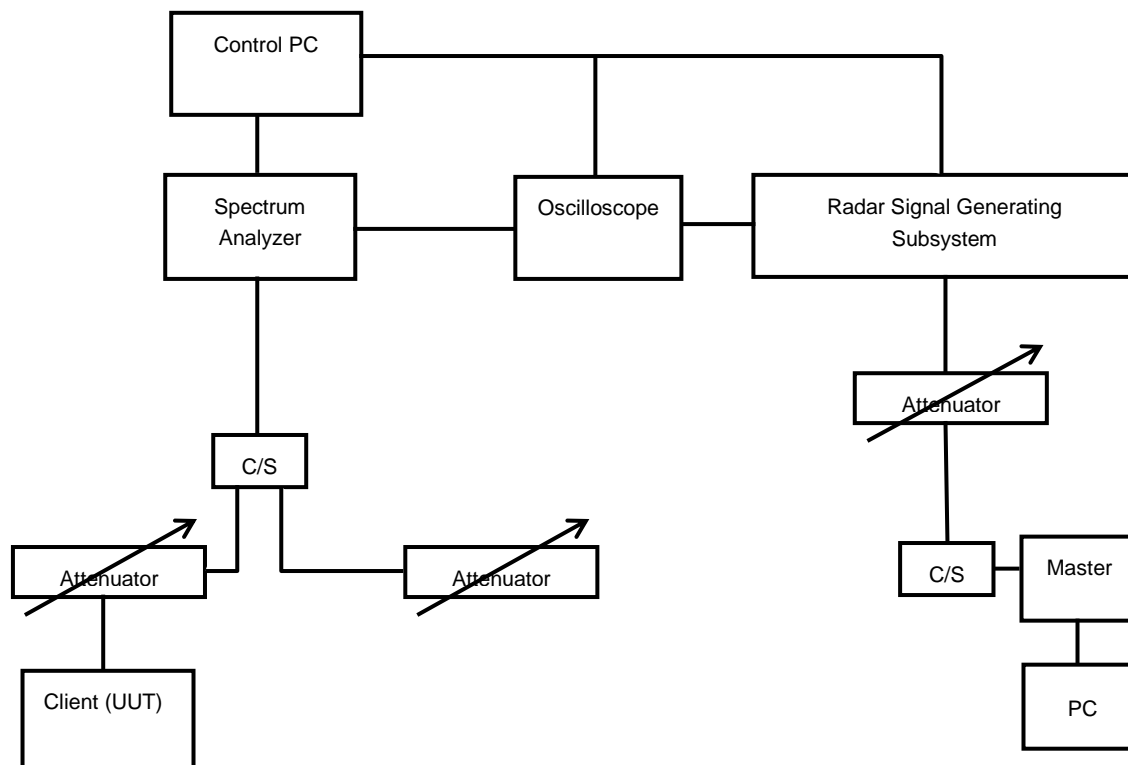 Control PC
Spectrum
Analyzer
Oscilloscope
Radar Signal Generating
Subsystem
Attenuator
C/S
Attenuator
Attenuator
C/S
Master
Client (UUT)
PC